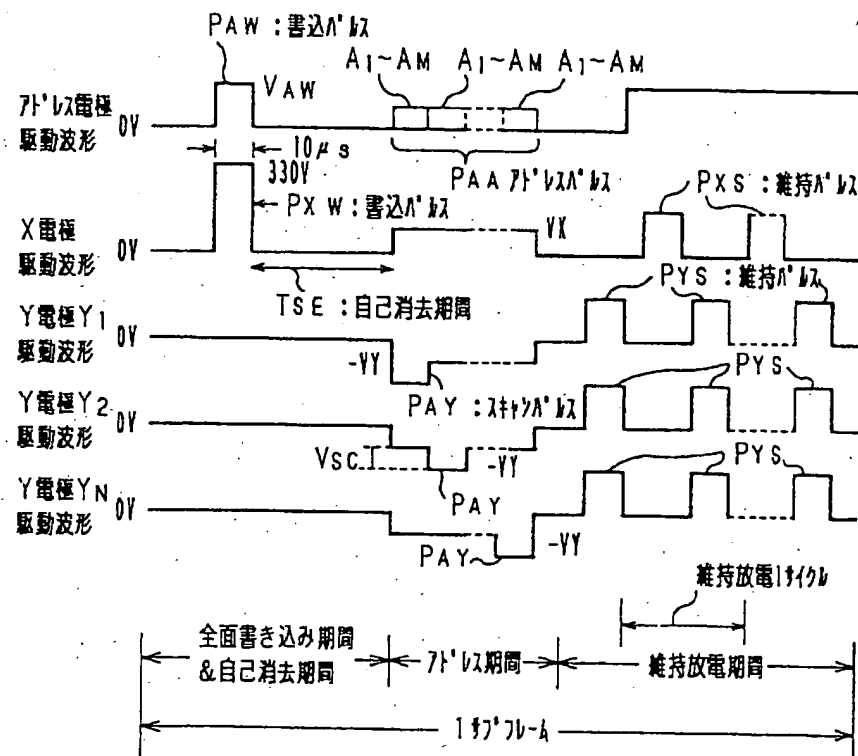 PAW：書込パルス
A1~AM A1~AM A1~AM
VAW
アドレス電極
駆動波形 0V
10μs
330V
PAA アドレスパルス
PXS：維持パルス
PXW：書込パルス
X電極
駆動波形 0V
VX
TSE：自己消去期間
PYS：維持パルス
Y電極Y1
駆動波形 0V
-VY
PAY：スキャンパルス
PYS
Y電極Y2
駆動波形 0V
VSC
-VY
PAY
PYS
Y電極YN
駆動波形 0V
PAY
-VY
維持放電1サイクル
全面書き込み期間
&自己消去期間
アドレス期間
維持放電期間
1サブフレーム